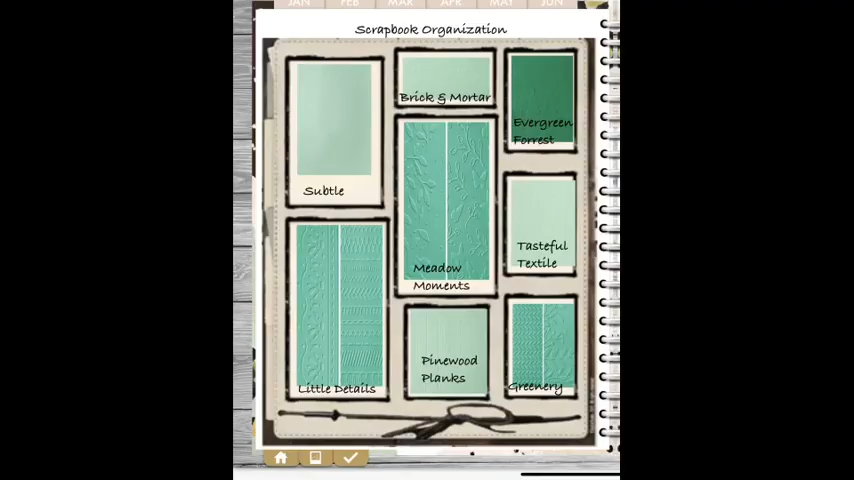 JAN FEB MAR APR MAY JUN
Scrapbook Organization
Brick & Mortar
Evergreen
Forrest
Subtle
Tasteful
Textile
Meadow
Moments
Pinewood
Planks
Little Details
Greenery